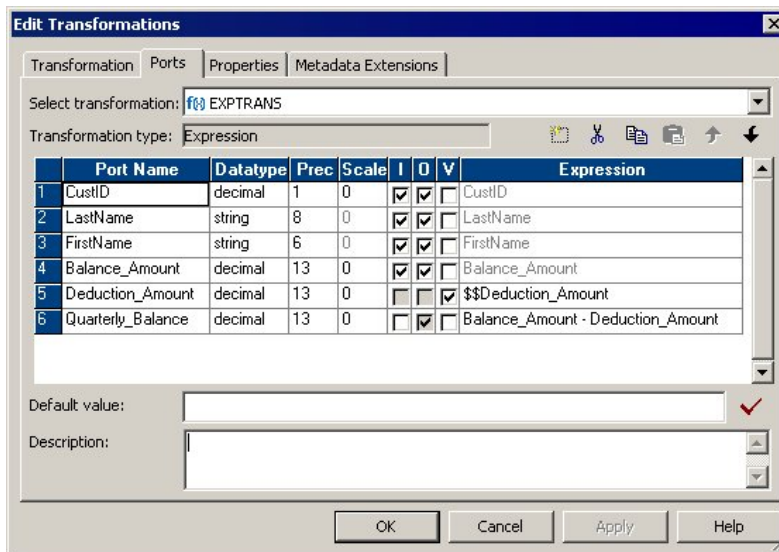 Edit Transformations
Transformation Ports Properties Metadata Extensions
Select transformation: f(x) EXPTRANS
Transformation type: Expression
Port Name Datatype Prec Scale I O V Expression
1 CustID decimal 1 0 CustID
2 LastName string 8 0 LastName
3 FirstName string 6 0 FirstName
4 Balance_Amount decimal 13 0 Balance_Amount
5 Deduction_Amount decimal 13 0 $$Deduction_Amount
6 Quarterly_Balance decimal 13 0 Balance_Amount - Deduction_Amount
Default value:
Description:
OK Cancel Apply Help